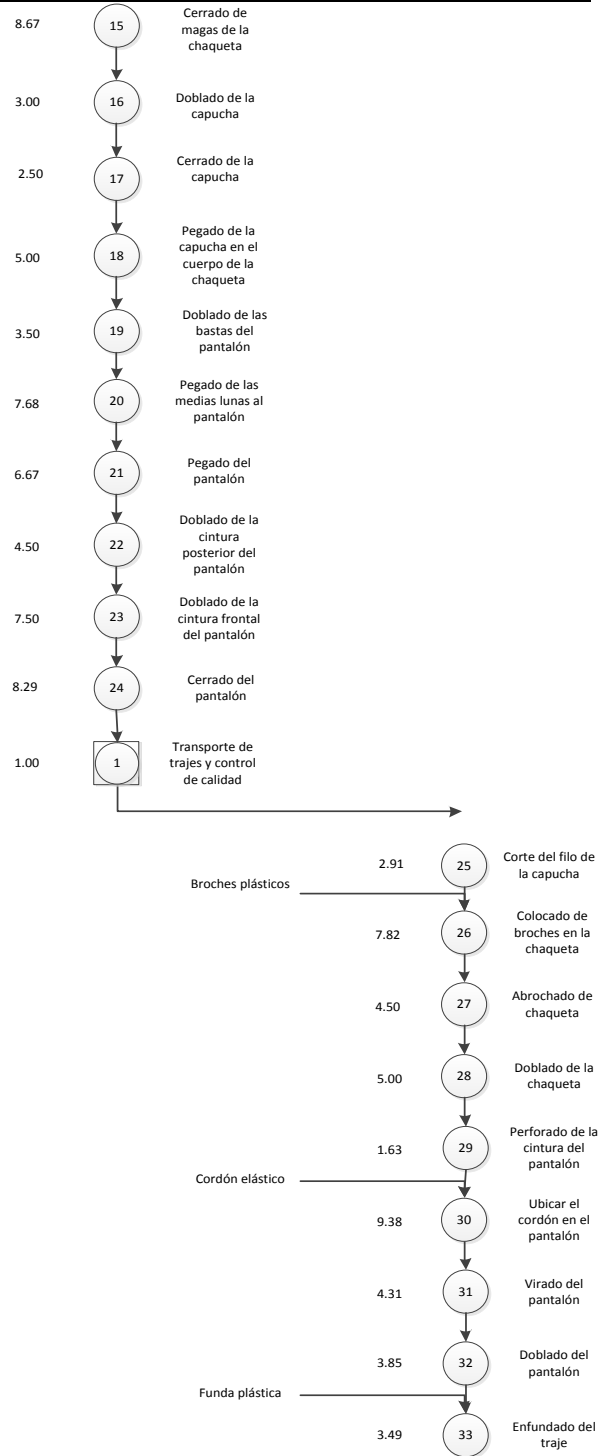 8.67
15
Cerrado de
magas de la
chaqueta
3.00
16
Doblado de la
capucha
2.50
17
Cerrado de la
capucha
5.00
18
Pegado de la
capucha en el
cuerpo de la
chaqueta
3.50
19
Doblado de las
bastas del
pantalón
7.68
20
Pegado de las
medias lunas al
pantalón
6.67
21
Pegado del
pantalón
4.50
22
Doblado de la
cintura
posterior del
pantalón
7.50
23
Doblado de la
cintura frontal
del pantalón
8.29
24
Cerrado del
pantalón
1.00
1
Transporte de
trajes y control
de calidad
2.91
25
Corte del filo de
la capucha
Broches plásticos
7.82
26
Colocado de
broches en la
chaqueta
4.50
27
Abrochado de
chaqueta
5.00
28
Doblado de la
chaqueta
1.63
29
Perforado de la
cintura del
pantalón
Cordón elástico
9.38
30
Ubicar el
cordón en el
pantalón
4.31
31
Virado del
pantalón
3.85
32
Doblado del
pantalón
Funda plástica
3.49
33
Enfundado del
traje